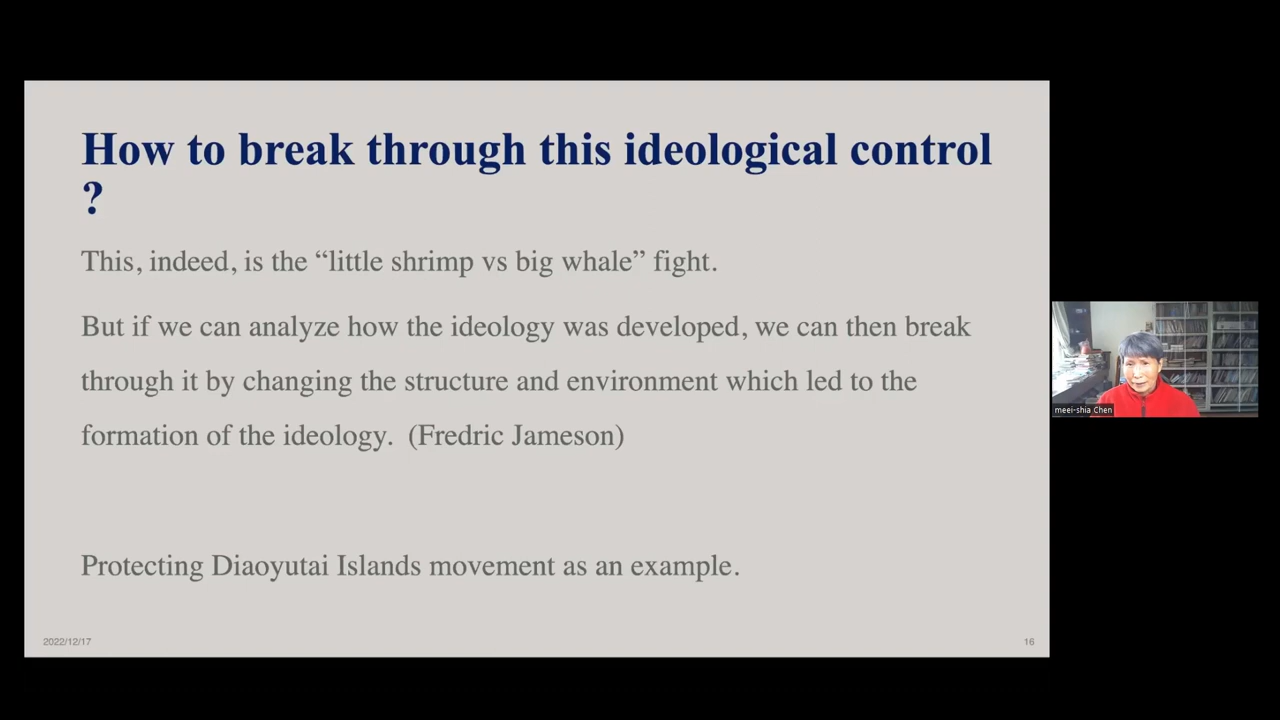 How to break through this ideological control
?
This, indeed, is the “little shrimp vs big whale” fight.
But if we can analyze how the ideology was developed, we can then break
through it by changing the structure and environment which led to the
formation of the ideology.  (Fredric Jameson)
Protecting Diaoyutai Islands movement as an example.
2022/12/17
16
meei-shia Chen